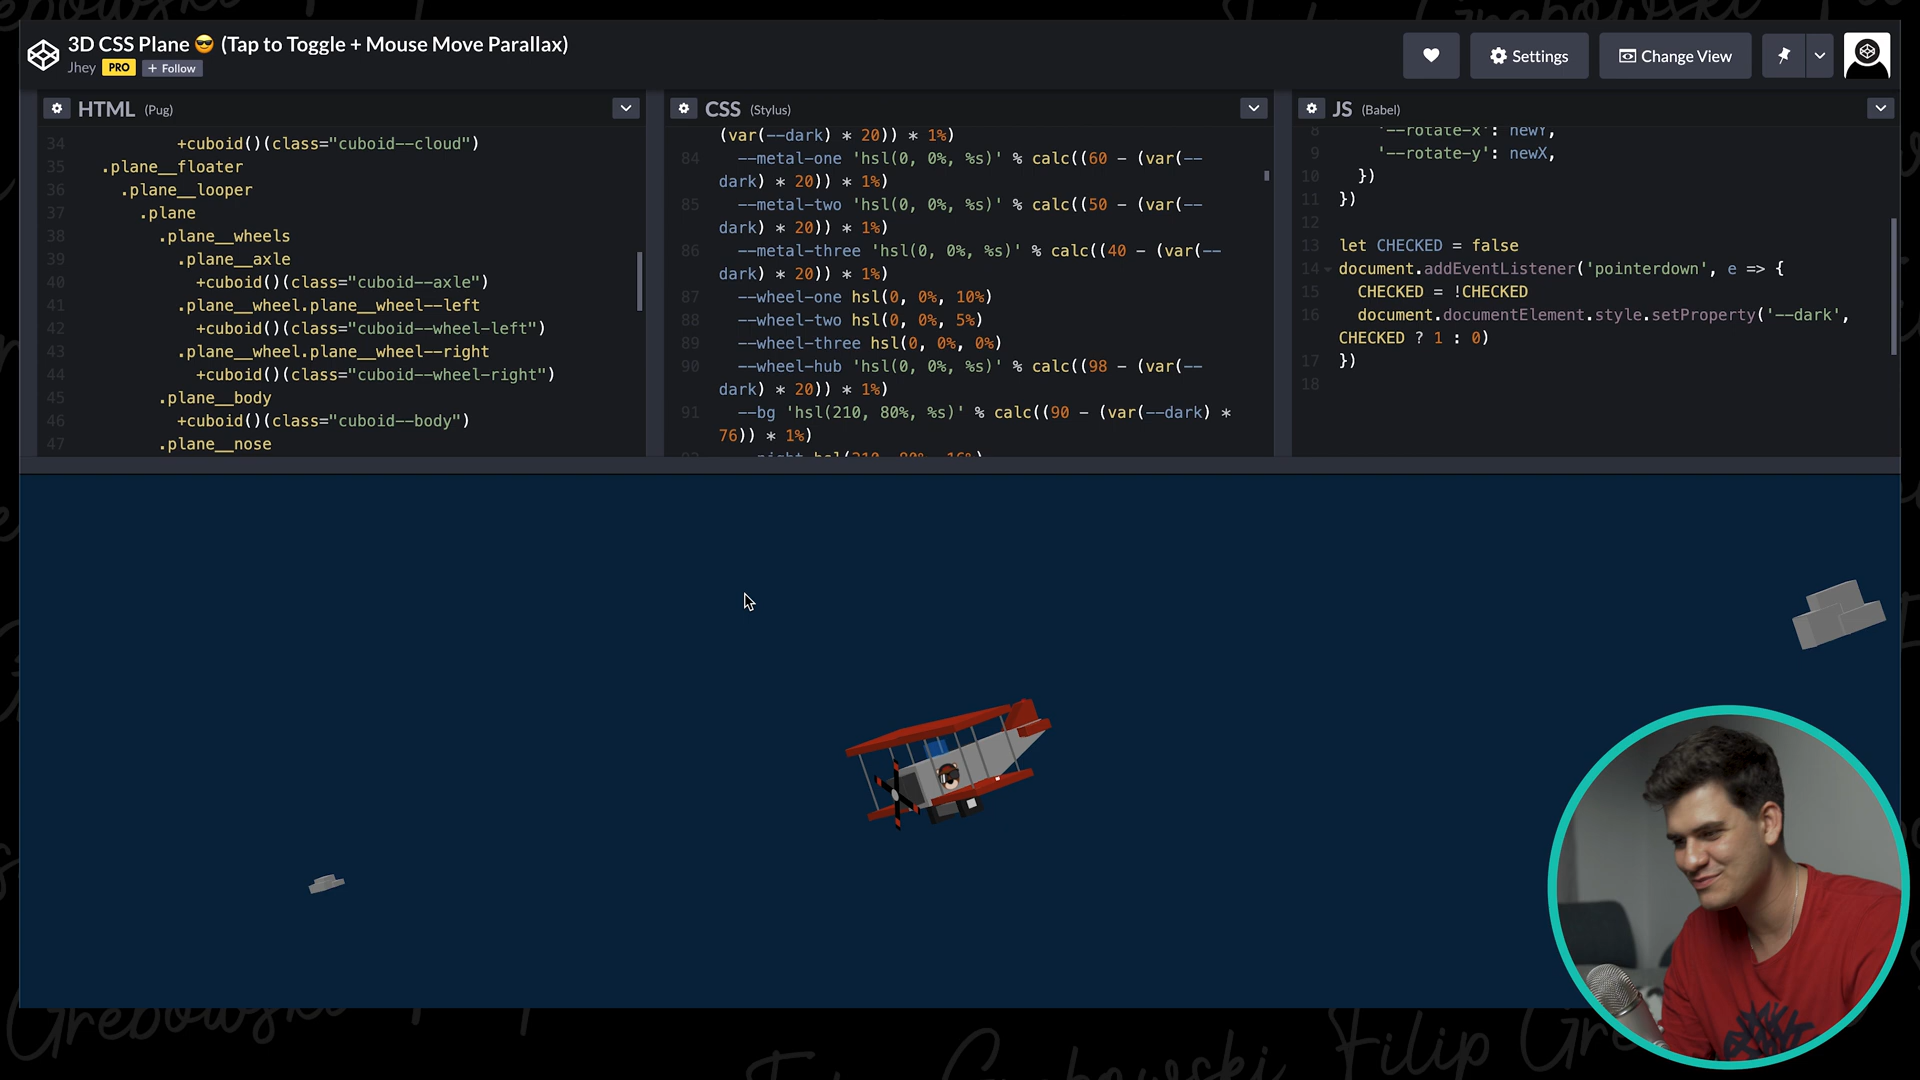 3D CSS Plane 😎 (Tap to Toggle + Mouse Move Parallax)
Jhey PRO + Follow
Settings
Change View
HTML (Pug)
34 +cuboid()(class="cuboid--cloud")
35 .plane__floater
36 .plane__looper
37 .plane
38 .plane__wheels
39 .plane__axle
40 +cuboid()(class="cuboid--axle")
41 .plane__wheel.plane__wheel--left
42 +cuboid()(class="cuboid--wheel-left")
43 .plane__wheel.plane__wheel--right
44 +cuboid()(class="cuboid--wheel-right")
45 .plane__body
46 +cuboid()(class="cuboid--body")
47 .plane__nose
CSS (Stylus)
(var(--dark) * 20)) * 1%)
84 --metal-one 'hsl(0, 0%, %s)' % calc((60 - (var(--
dark) * 20)) * 1%)
85 --metal-two 'hsl(0, 0%, %s)' % calc((50 - (var(--
dark) * 20)) * 1%)
86 --metal-three 'hsl(0, 0%, %s)' % calc((40 - (var(--
dark) * 20)) * 1%)
87 --wheel-one hsl(0, 0%, 10%)
88 --wheel-two hsl(0, 0%, 5%)
89 --wheel-three hsl(0, 0%, 0%)
90 --wheel-hub 'hsl(0, 0%, %s)' % calc((98 - (var(--
dark) * 20)) * 1%)
91 --bg 'hsl(210, 80%, %s)' % calc((90 - (var(--dark) *
76)) * 1%)
JS (Babel)
8 '--rotate-x': newY,
9 '--rotate-y': newX,
10 })
11 })
12
13 let CHECKED = false
14 document.addEventListener('pointerdown', e => {
15 CHECKED = !CHECKED
16 document.documentElement.style.setProperty('--dark',
CHECKED ? 1 : 0)
17 })
18
Filip